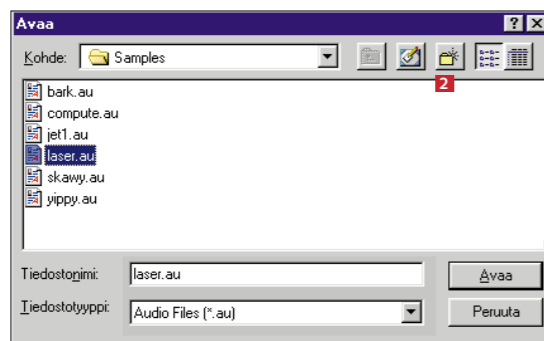 Avaa
Kohde: Samples
2
bark.au
compute.au
jet1.au
laser.au
skawy.au
yippy.au
Tiedostonimi: laser.au Avaa
Tiedostotyyppi: Audio Files (*.au) Peruuta